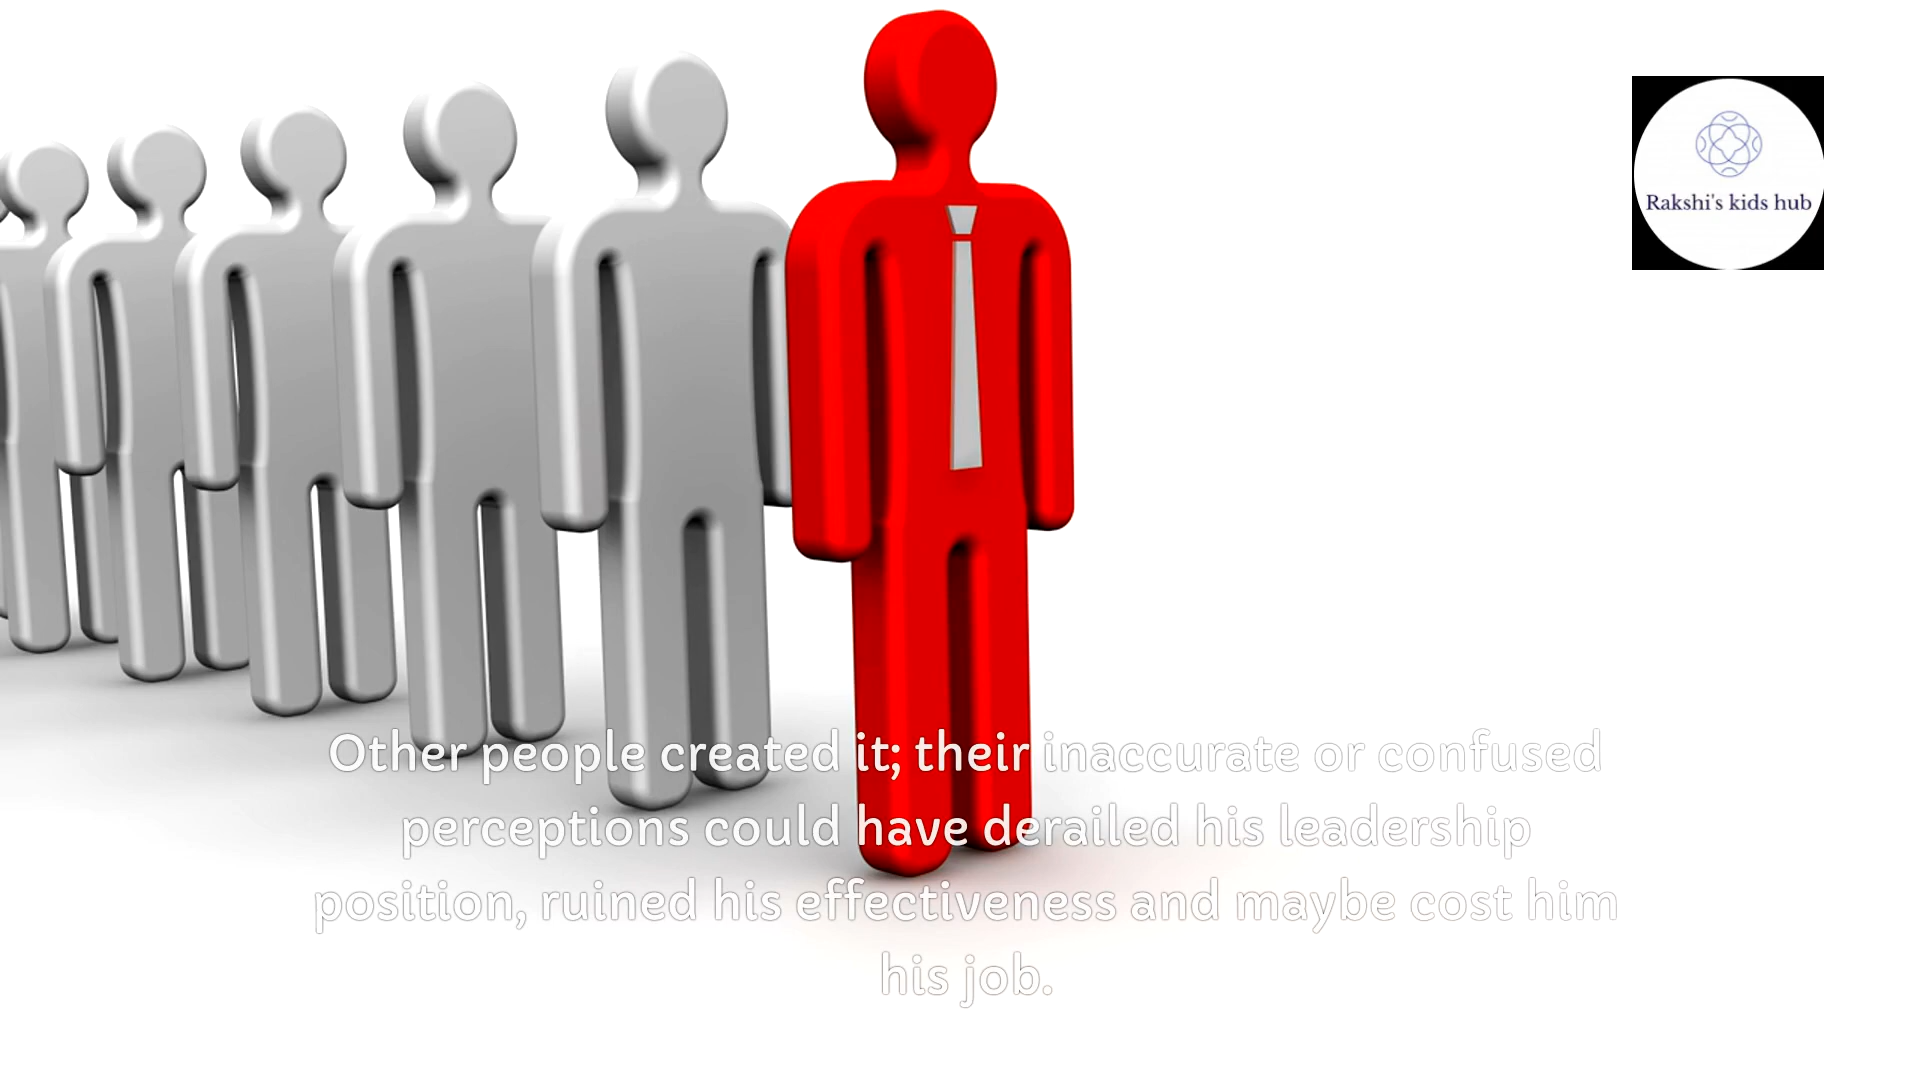 Rakshi's kids hub
Other people created it; their inaccurate or confused
perceptions could have derailed his leadership
position, ruined his effectiveness and maybe cost him
his job.